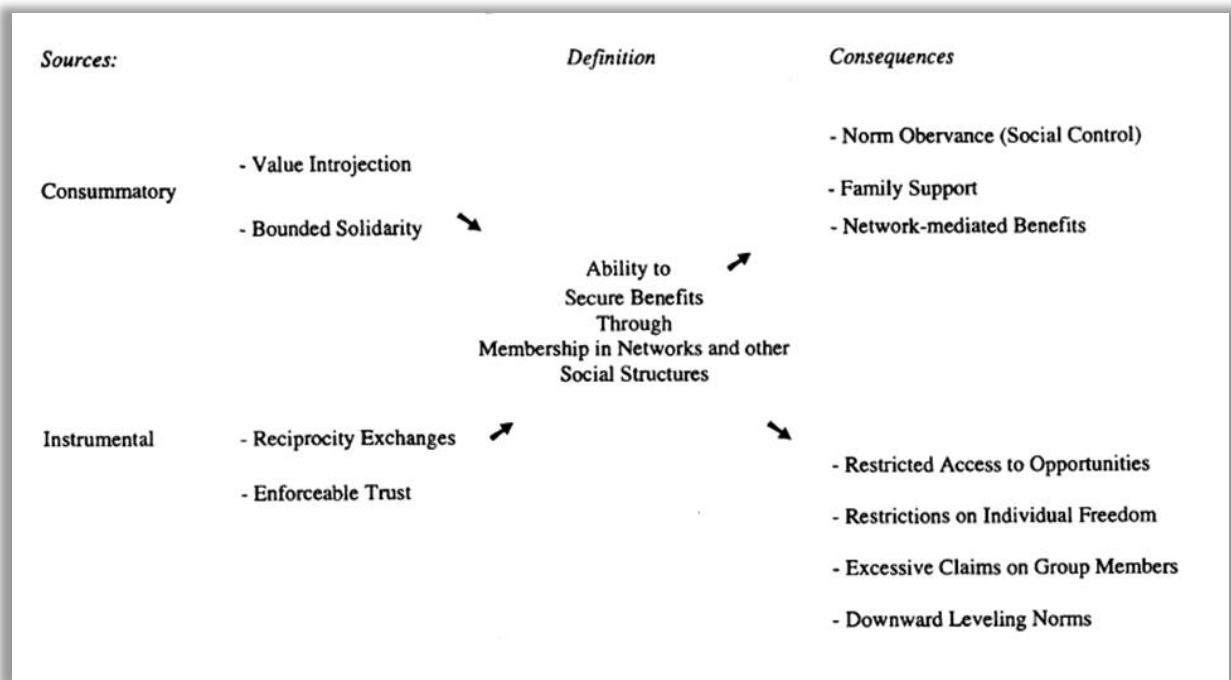 Sources:
Definition
Consequences
Consummatory
- Value Introjection
- Bounded Solidarity
Instrumental
- Reciprocity Exchanges
- Enforceable Trust
Ability to
Secure Benefits
Through
Membership in Networks and other
Social Structures
- Norm Obervance (Social Control)
- Family Support
- Network-mediated Benefits
- Restricted Access to Opportunities
- Restrictions on Individual Freedom
- Excessive Claims on Group Members
- Downward Leveling Norms